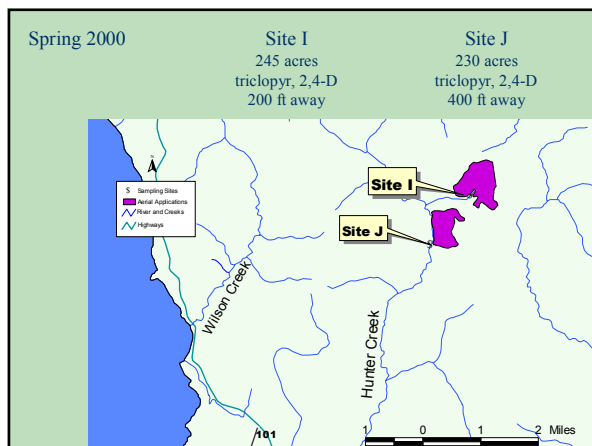 Spring 2000
Site I
245 acres
triclopyr, 2,4-D
200 ft away
Site J
230 acres
triclopyr, 2,4-D
400 ft away
N
S Sampling Sites
Aerial Applications
River and Creeks
Highways
Site I
S
Site J
S
Wilson Creek
Hunter Creek
101
1 0 1 2 Miles